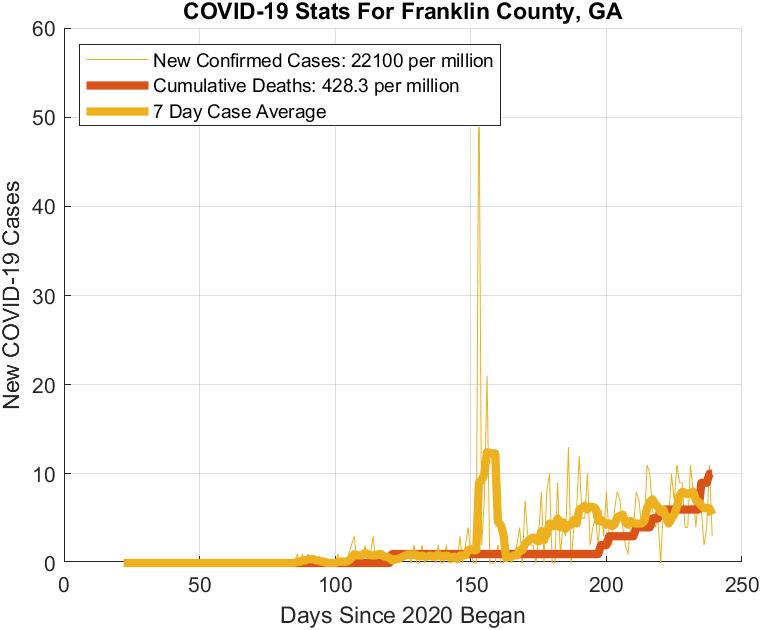 COVID-19 Stats For Franklin County, GA
60
New Confirmed Cases: 22100 per million
Cumulative Deaths: 428.3 per million
7 Day Case Average
50
40
30
20
10
0
New COVID-19 Cases
0 50 100 150 200 250
Days Since 2020 Began